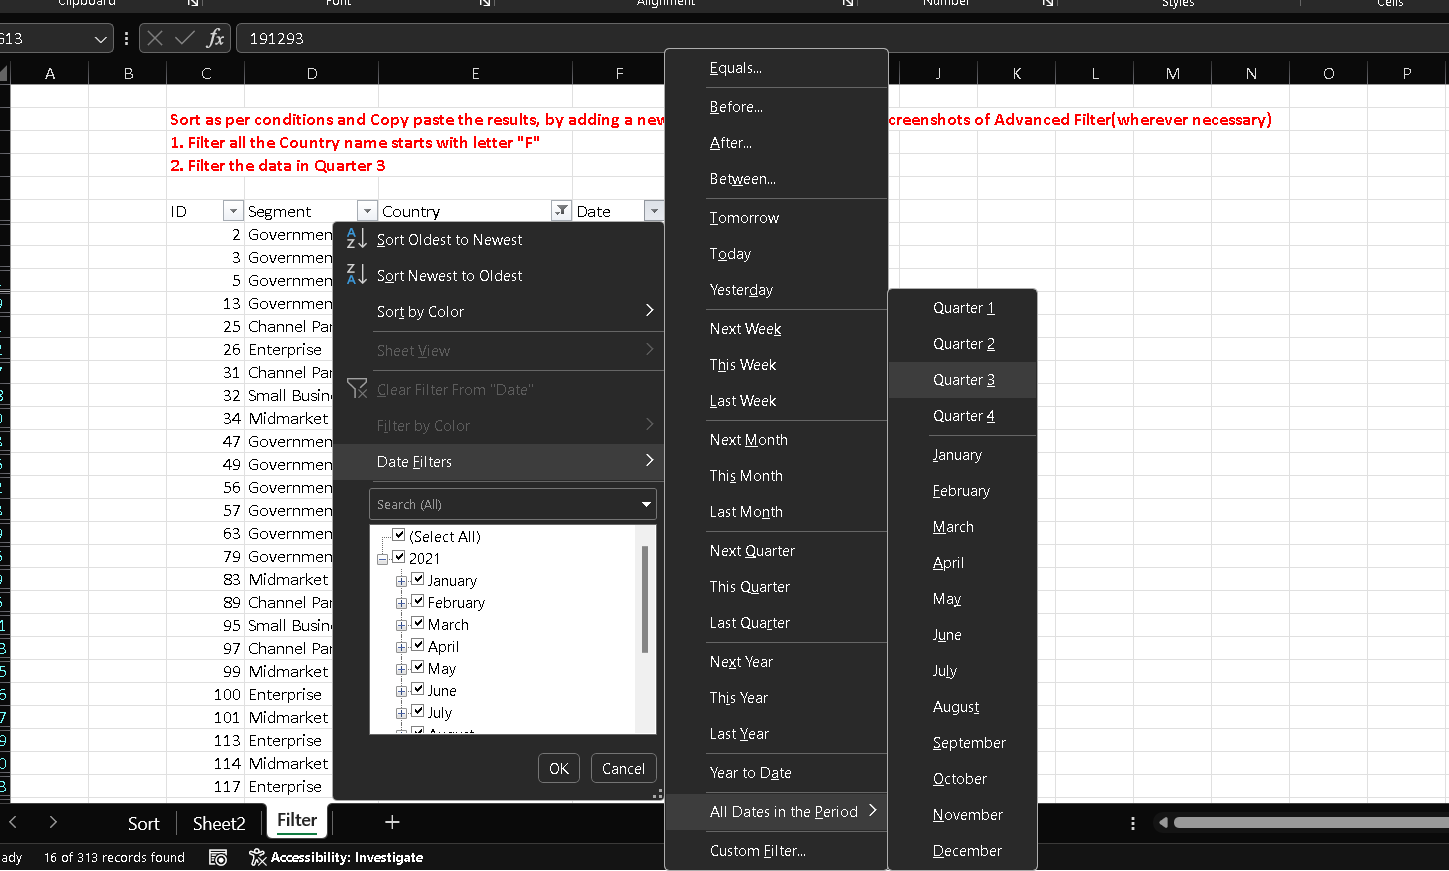 Clipboard Font Alignment Number Styles Cells
G13 fx 191293
A B C D E F J K L M N O P
Sort as per conditions and Copy paste the results, by adding a new creenshots of Advanced Filter(wherever necessary)
1. Filter all the Country name starts with letter "F"
2. Filter the data in Quarter 3
ID Segment Country Date
2 Governmen
3 Governmen
5 Governmen
13 Governmen
25 Channel Par
26 Enterprise
31 Channel Par
32 Small Busin
34 Midmarket
47 Governmen
49 Governmen
56 Governmen
57 Governmen
63 Governmen
79 Governmen
83 Midmarket
89 Channel Par
95 Small Busin
97 Channel Par
99 Midmarket
100 Enterprise
101 Midmarket
113 Enterprise
114 Midmarket
117 Enterprise
Sort Oldest to Newest
Sort Newest to Oldest
Sort by Color
Sheet View
Clear Filter From "Date"
Filter by Color
Date Filters
Search (All)
(Select All)
2021
January
February
March
April
May
June
July
August
OK Cancel
Equals...
Before...
After...
Between...
Tomorrow
Today
Yesterday
Next Week
This Week
Last Week
Next Month
This Month
Last Month
Next Quarter
This Quarter
Last Quarter
Next Year
This Year
Last Year
Year to Date
All Dates in the Period
Custom Filter...
Quarter 1
Quarter 2
Quarter 3
Quarter 4
January
February
March
April
May
June
July
August
September
October
November
December
Sort Sheet2 Filter
ady 16 of 313 records found Accessibility: Investigate